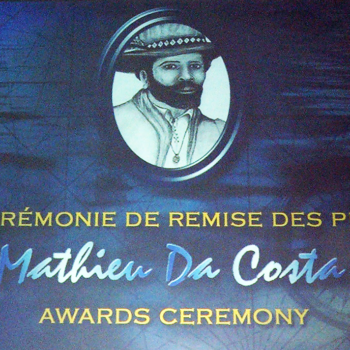 RÉMONIE DE REMISE DES P
Mathieu Da Costa
AWARDS CEREMONY